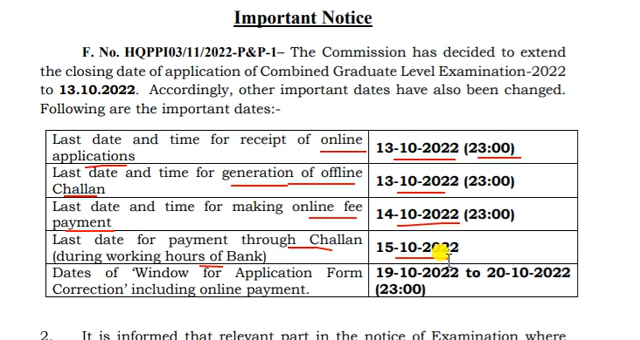 Important Notice
F. No. HQPPI03/11/2022-P&P-1– The Commission has decided to extend
the closing date of application of Combined Graduate Level Examination-2022
to 13.10.2022. Accordingly, other important dates have also been changed.
Following are the important dates:-
Last date and time for receipt of online
applications
13-10-2022 (23:00)
Last date and time for generation of offline
Challan
13-10-2022 (23:00)
Last date and time for making online fee
payment
14-10-2022 (23:00)
Last date for payment through Challan
(during working hours of Bank)
15-10-2022
Dates of ‘Window for Application Form
Correction’ including online payment.
19-10-2022 to 20-10-2022
(23:00)
2. It is informed that relevant part in the notice of Examination where